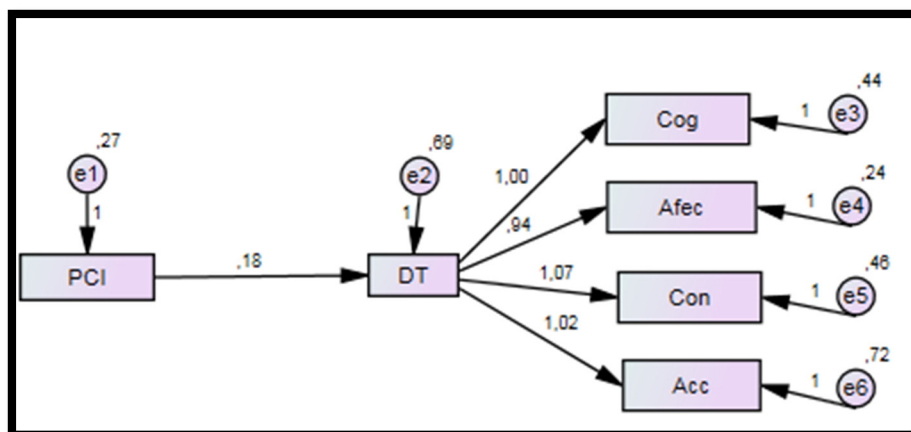 ,44
e3
1
Cog
,27
e1
1
,69
e2
1
1,00
,24
e4
1
Afec
,94
PCI
,18
DT
1,07
,46
e5
1
Con
1,02
,72
e6
1
Acc